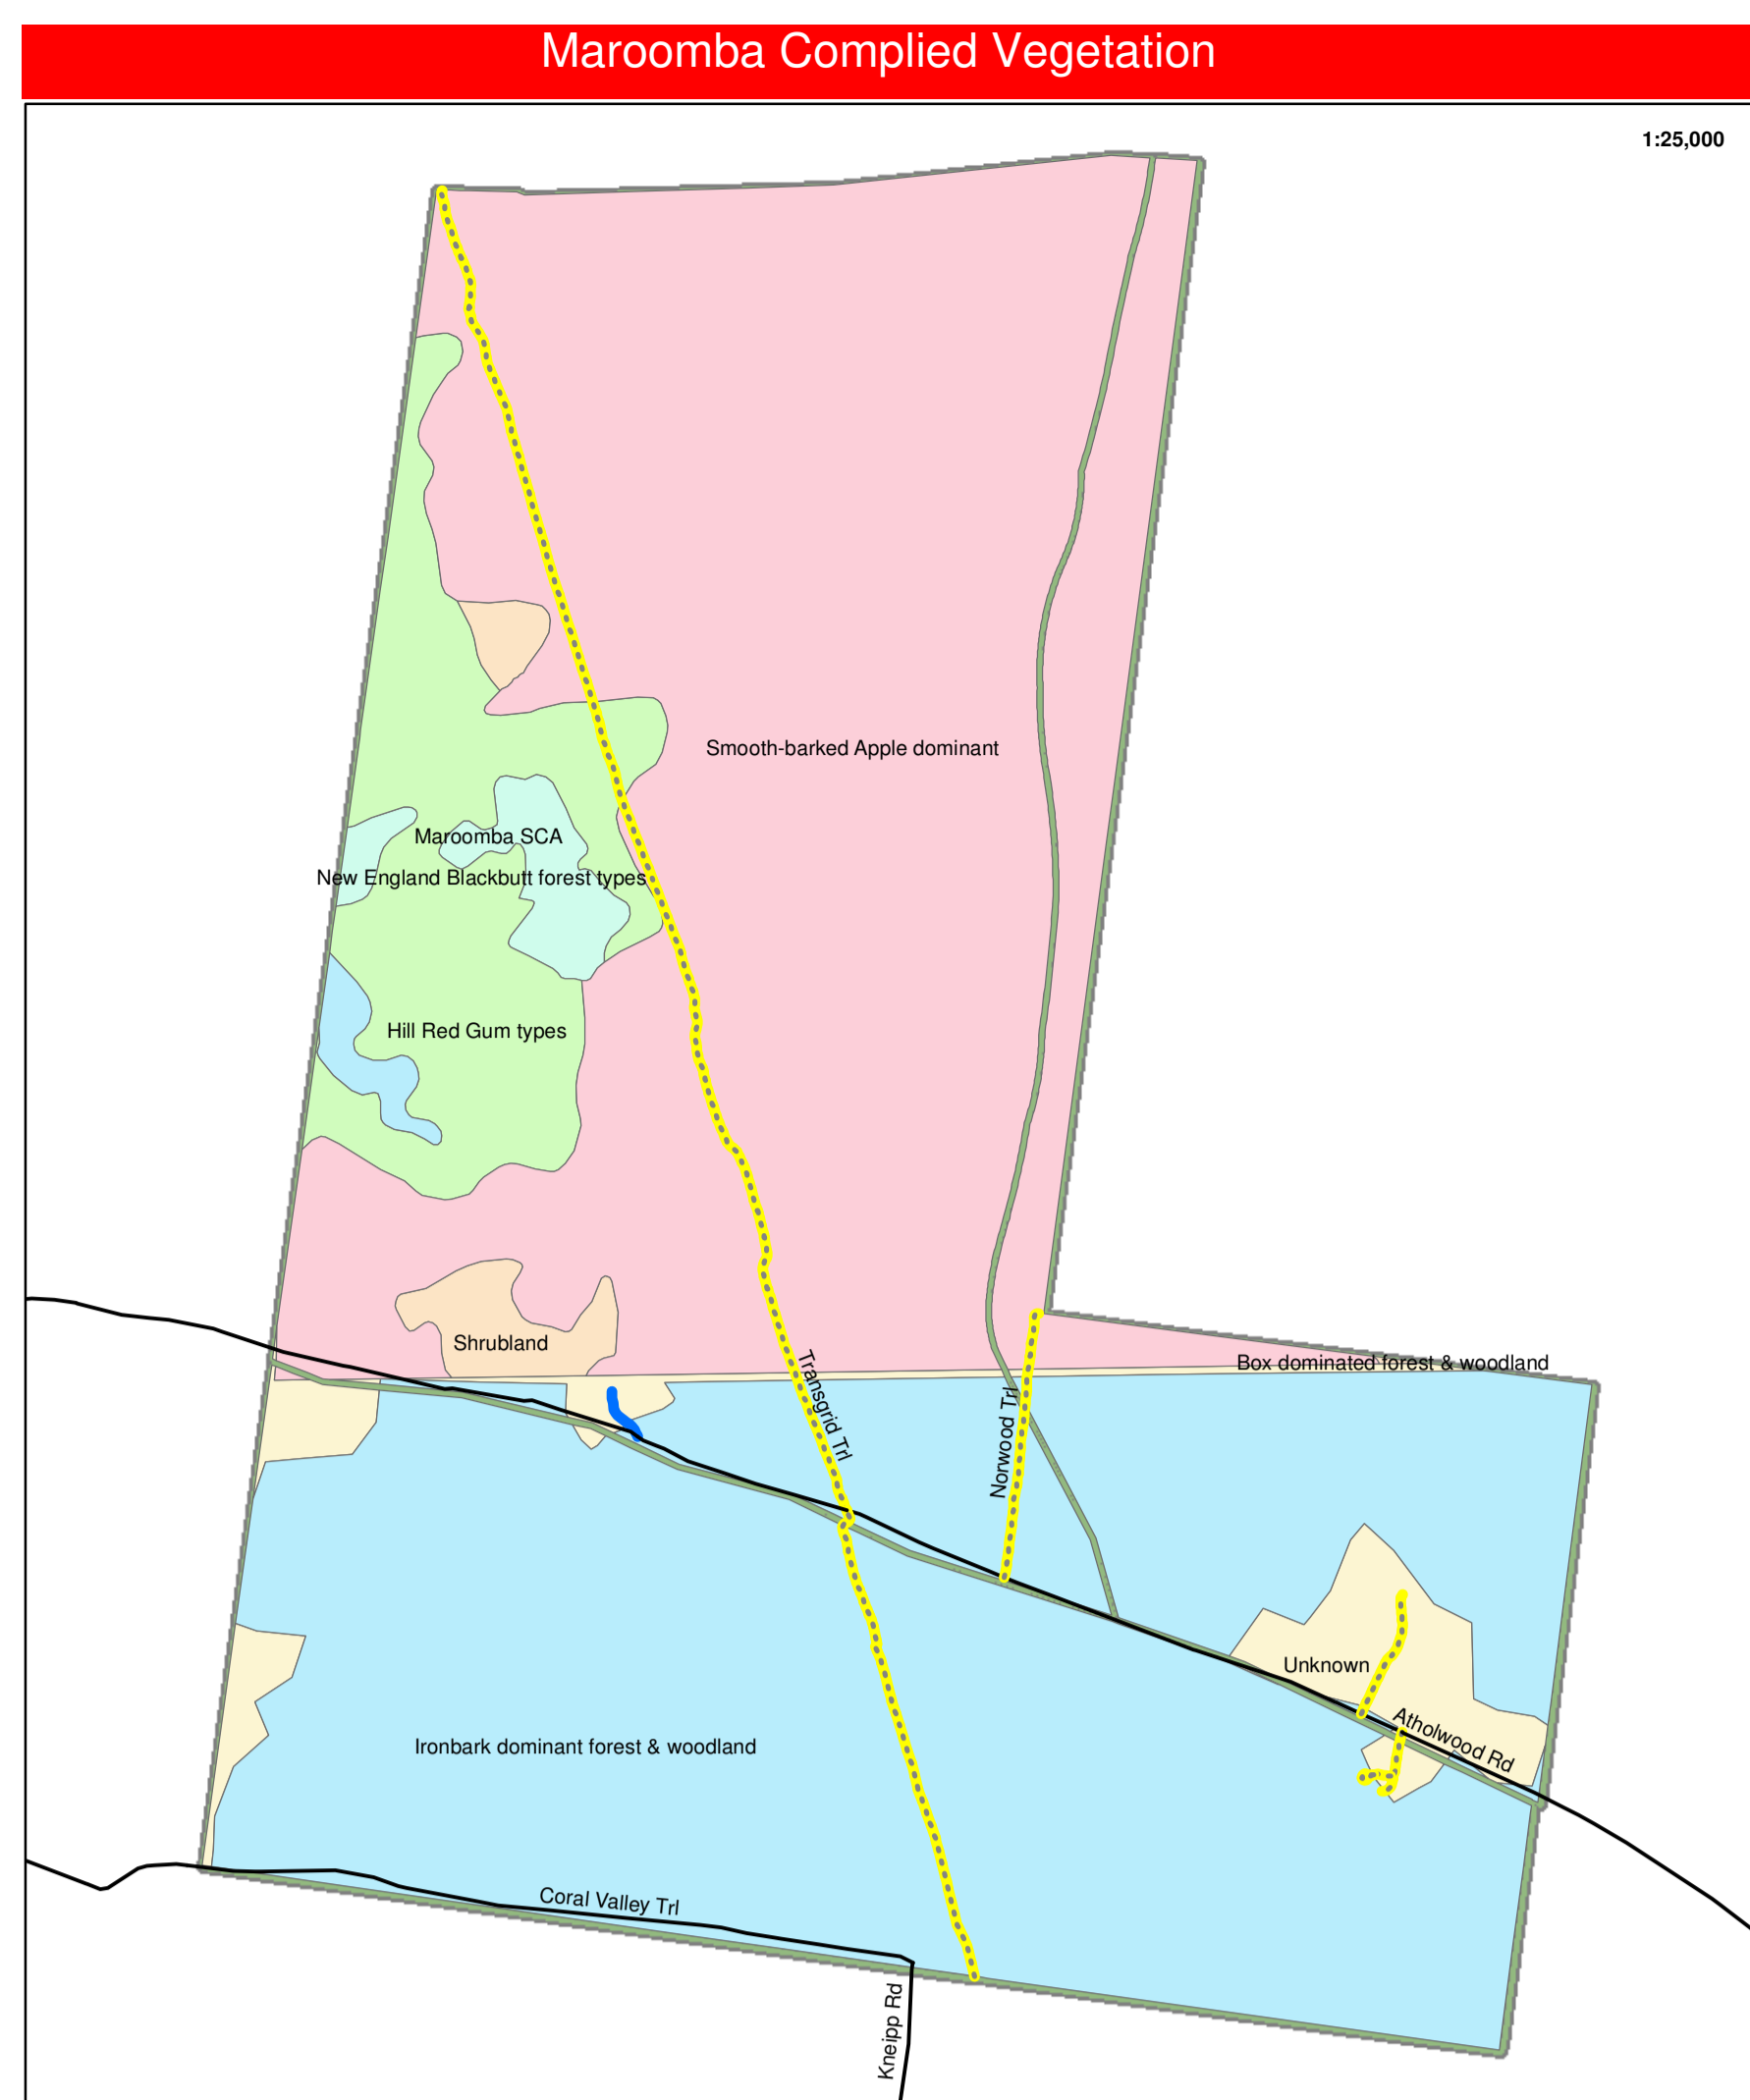 Maroomba Complied Vegetation
1:25,000
Smooth-barked Apple dominant
Maroomba SCA
New England Blackbutt forest types
Hill Red Gum types
Shrubland
Transgrid Trl
Box dominated forest & woodland
Norwood Trl
Unknown
Atholwood Rd
Ironbark dominant forest & woodland
Coral Valley Trl
Kneipp Rd